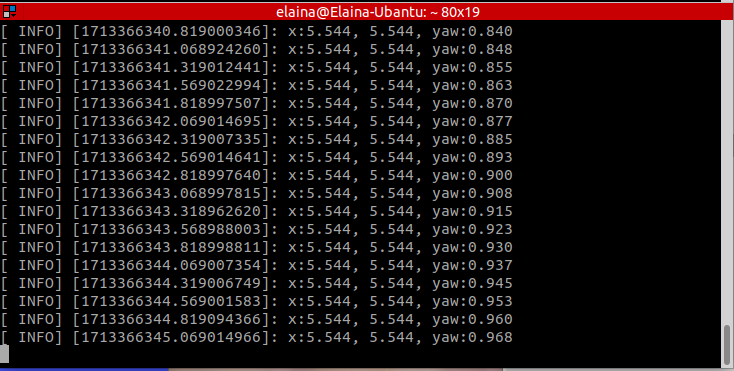 elaina@Elaina-Ubantu: ~ 80x19
[ INFO] [1713366340.819000346]: x:5.544, 5.544, yaw:0.840
[ INFO] [1713366341.068924260]: x:5.544, 5.544, yaw:0.848
[ INFO] [1713366341.319012441]: x:5.544, 5.544, yaw:0.855
[ INFO] [1713366341.569022994]: x:5.544, 5.544, yaw:0.863
[ INFO] [1713366341.818997507]: x:5.544, 5.544, yaw:0.870
[ INFO] [1713366342.069014695]: x:5.544, 5.544, yaw:0.877
[ INFO] [1713366342.319007335]: x:5.544, 5.544, yaw:0.885
[ INFO] [1713366342.569014641]: x:5.544, 5.544, yaw:0.893
[ INFO] [1713366342.818997640]: x:5.544, 5.544, yaw:0.900
[ INFO] [1713366343.068997815]: x:5.544, 5.544, yaw:0.908
[ INFO] [1713366343.318962620]: x:5.544, 5.544, yaw:0.915
[ INFO] [1713366343.568988003]: x:5.544, 5.544, yaw:0.923
[ INFO] [1713366343.818998811]: x:5.544, 5.544, yaw:0.930
[ INFO] [1713366344.069007354]: x:5.544, 5.544, yaw:0.937
[ INFO] [1713366344.319006749]: x:5.544, 5.544, yaw:0.945
[ INFO] [1713366344.569001583]: x:5.544, 5.544, yaw:0.953
[ INFO] [1713366344.819094366]: x:5.544, 5.544, yaw:0.960
[ INFO] [1713366345.069014966]: x:5.544, 5.544, yaw:0.968